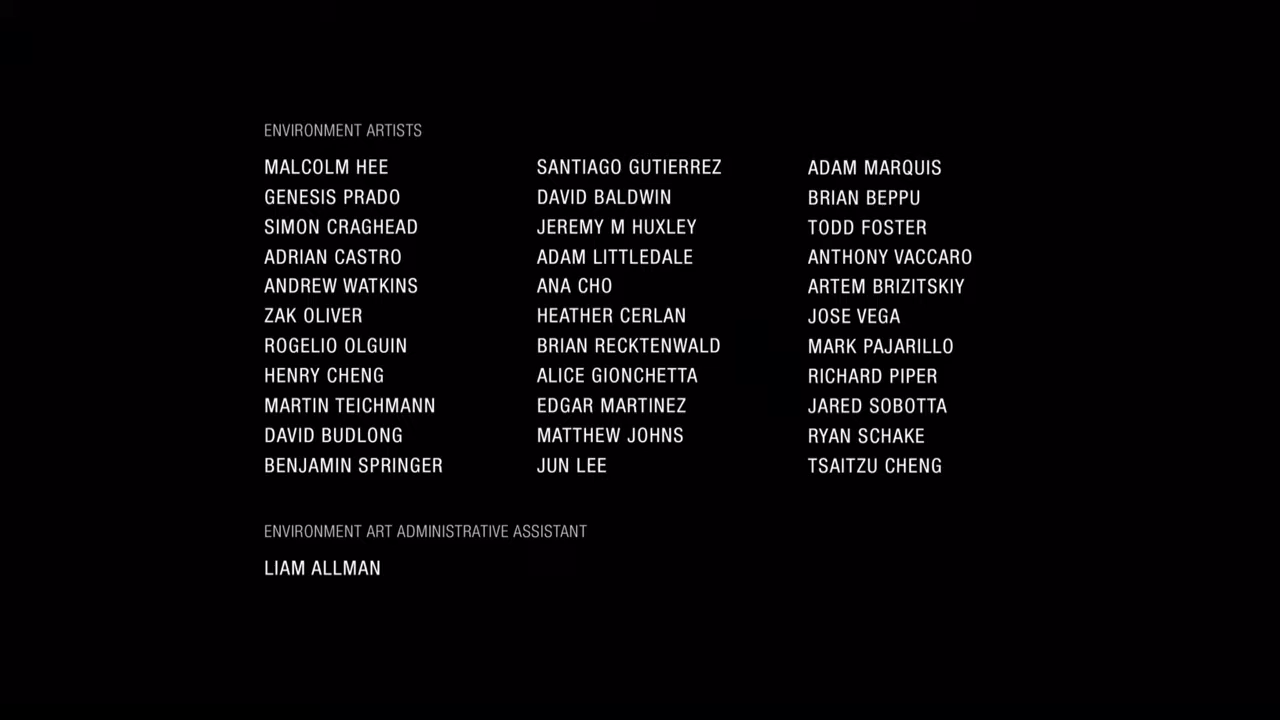 ENVIRONMENT ARTISTS
MALCOLM HEE
GENESIS PRADO
SIMON CRAGHEAD
ADRIAN CASTRO
ANDREW WATKINS
ZAK OLIVER
ROGELIO OLGUIN
HENRY CHENG
MARTIN TEICHMANN
DAVID BUDLONG
BENJAMIN SPRINGER
SANTIAGO GUTIERREZ
DAVID BALDWIN
JEREMY M HUXLEY
ADAM LITTLEDALE
ANA CHO
HEATHER CERLAN
BRIAN RECKTENWALD
ALICE GIONCHETTA
EDGAR MARTINEZ
MATTHEW JOHNS
JUN LEE
ADAM MARQUIS
BRIAN BEPPU
TODD FOSTER
ANTHONY VACCARO
ARTEM BRIZITSKIY
JOSE VEGA
MARK PAJARILLO
RICHARD PIPER
JARED SOBOTTA
RYAN SCHAKE
TSAITZU CHENG
ENVIRONMENT ART ADMINISTRATIVE ASSISTANT
LIAM ALLMAN